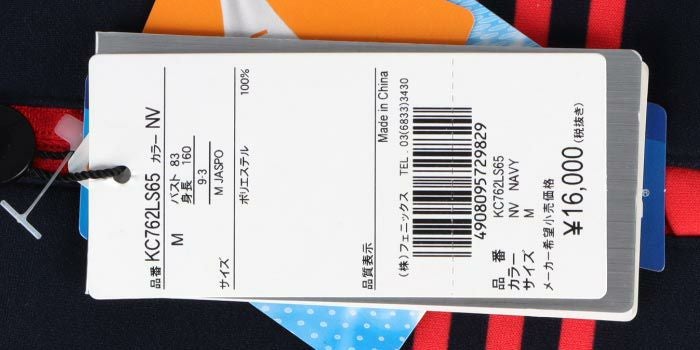 品番 KC762LS65 カラー NV
サイズ M
バスト 83
身長 160
9-3
M JASPO
ポリエステル 100%
品質表示 Made in China
(株)フェニックス TEL 03(6833)3430
4908095729829
品番 KC762LS65
カラー NV NAVY
サイズ M
メーカー希望小売価格
¥16,000(税抜き)